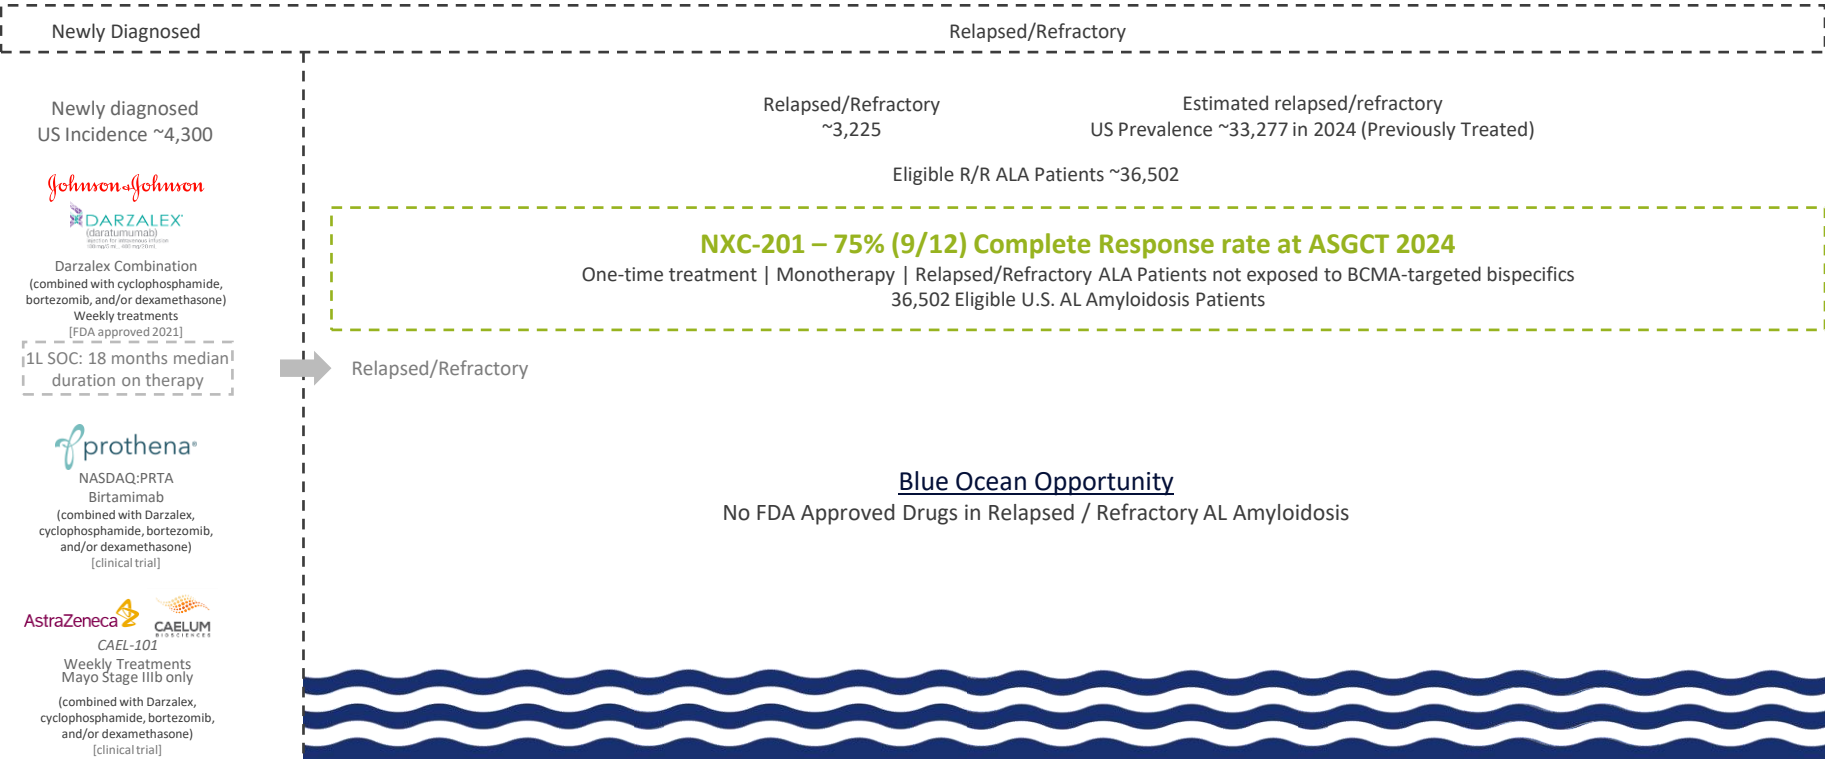 Newly Diagnosed
Relapsed/Refractory
Newly diagnosed
US Incidence ~4,300
Johnson&Johnson
DARZALEX
(daratumumab)
Darzalex Combination
(combined with cyclophosphamide,
bortezomib, and/or dexamethasone)
Weekly treatments
[FDA approved 2021]
1L SOC: 18 months median
duration on therapy
prothena®
NASDAQ:PRTA
Birtamimab
(combined with Darzalex,
cyclophosphamide, bortezomib,
and/or dexamethasone)
[clinical trial]
AstraZeneca
CAELUM
BIOSCIENCES
CAEL-101
Weekly Treatments
Mayo Stage IIIb only
(combined with Darzalex,
cyclophosphamide, bortezomib,
and/or dexamethasone)
[clinical trial]
Relapsed/Refractory
~3,225
Estimated relapsed/refractory
US Prevalence ~33,277 in 2024 (Previously Treated)
Eligible R/R ALA Patients ~36,502
NXC-201 – 75% (9/12) Complete Response rate at ASGCT 2024
One-time treatment | Monotherapy | Relapsed/Refractory ALA Patients not exposed to BCMA-targeted bispecifics
36,502 Eligible U.S. AL Amyloidosis Patients
Relapsed/Refractory
Blue Ocean Opportunity
No FDA Approved Drugs in Relapsed / Refractory AL Amyloidosis